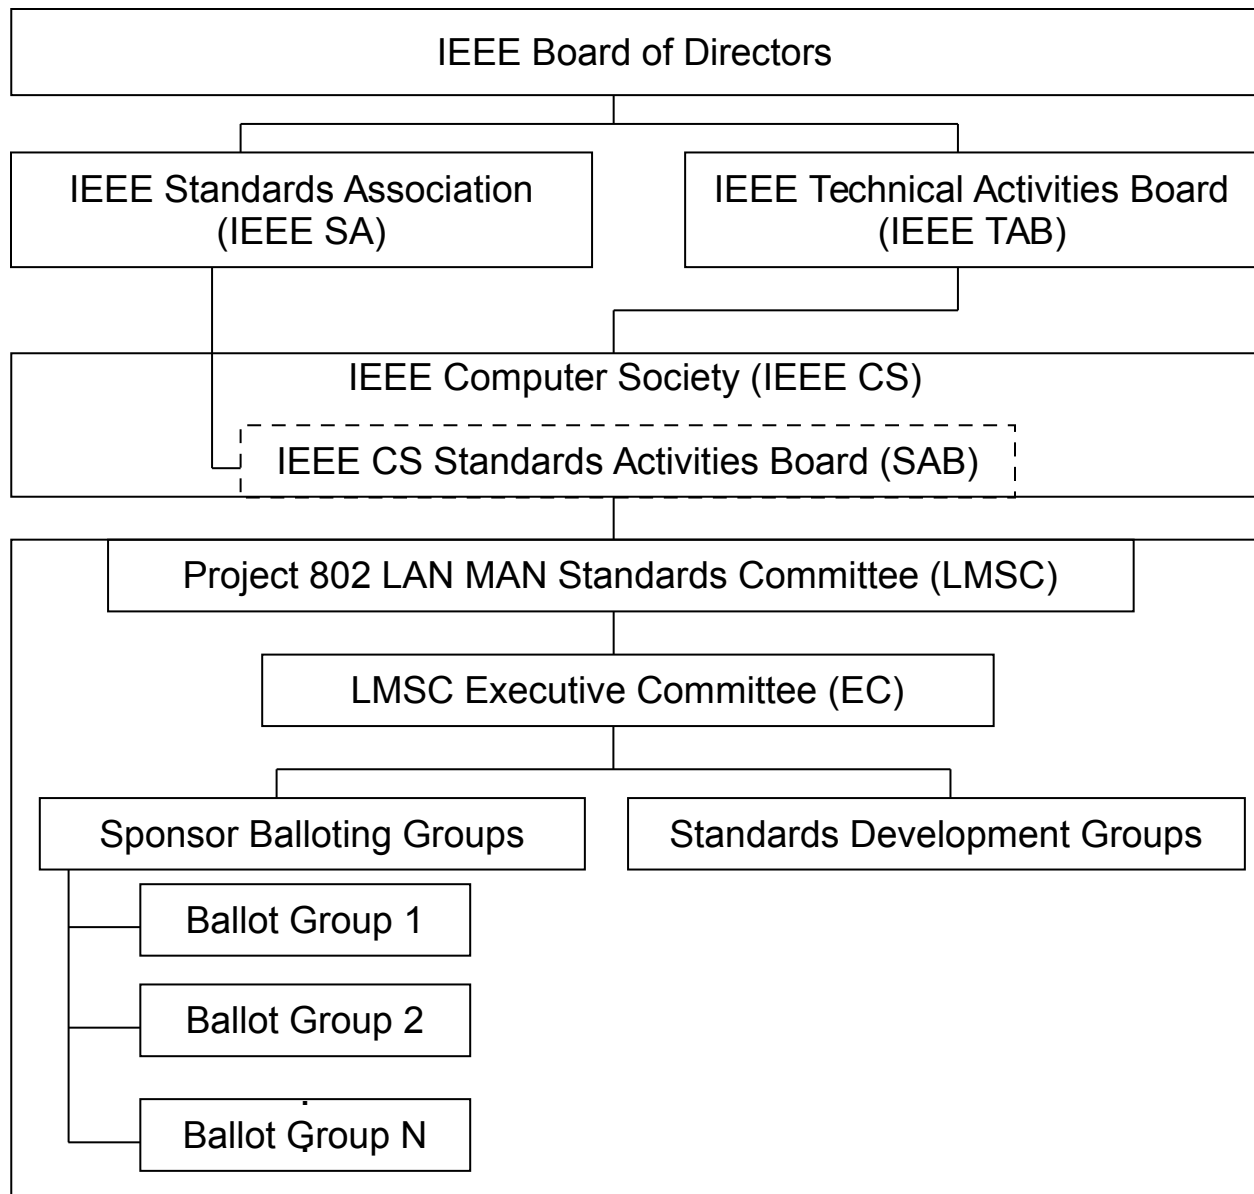 IEEE Board of Directors
IEEE Standards Association
(IEEE SA)
IEEE Technical Activities Board
(IEEE TAB)
IEEE Computer Society (IEEE CS)
IEEE CS Standards Activities Board (SAB)
Project 802 LAN MAN Standards Committee (LMSC)
LMSC Executive Committee (EC)
Sponsor Balloting Groups
Standards Development Groups
Ballot Group 1
Ballot Group 2
Ballot Group N